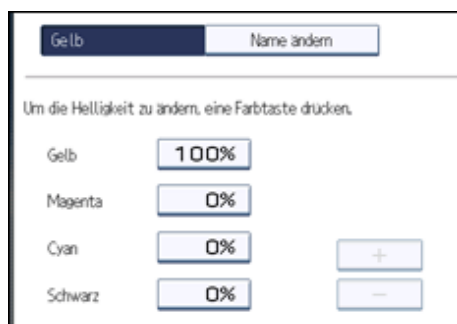 Gelb Name ändern
Um die Helligkeit zu ändern, eine Farbtaste drücken.
Gelb 100%
Magenta 0%
Cyan 0% +
Schwarz 0% −